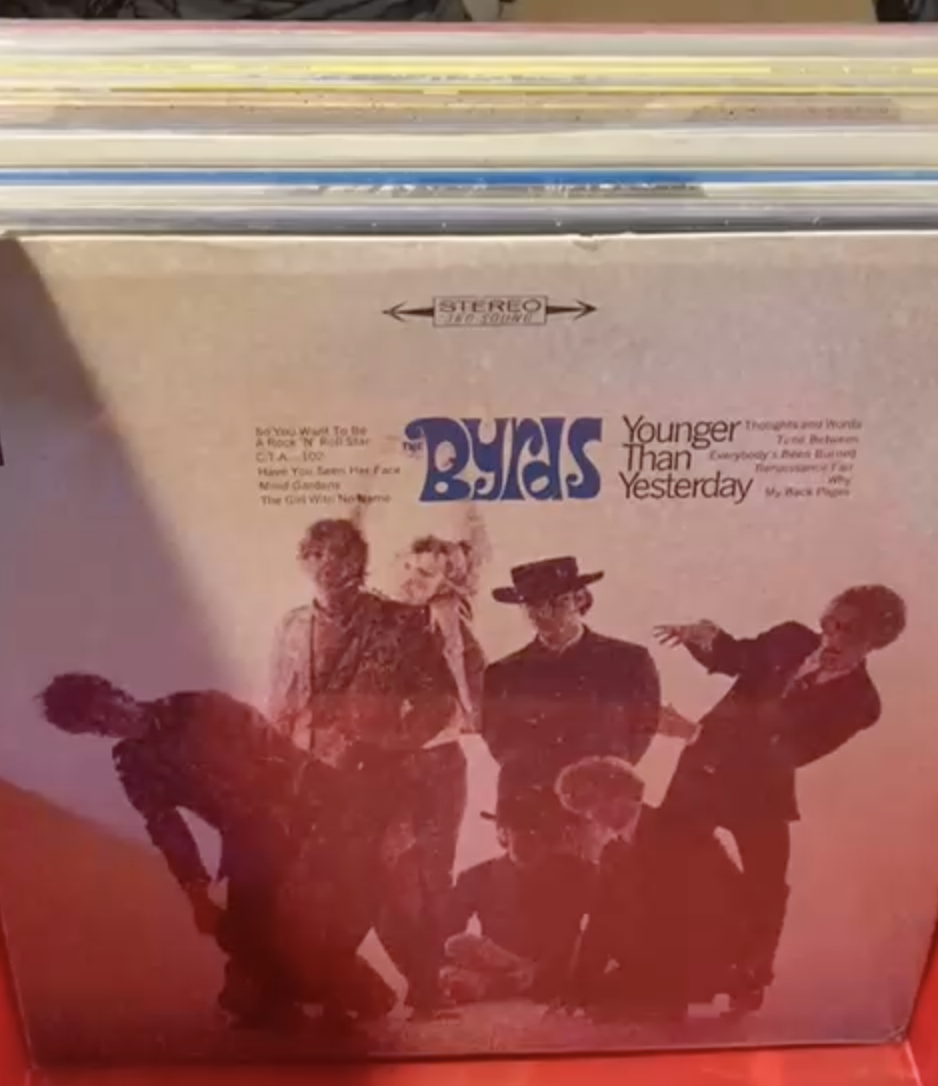 STEREO
360 SOUND
So You Want To Be
A Rock 'N' Roll Star
C.T.A. - 102
Have You Seen Her Face
Mind Gardens
The Girl With No Name
THE BYRDS
Younger
Than
Yesterday
Thoughts and Words
Time Between
Everybody's Been Burned
Renaissance Fair
Why
My Back Pages